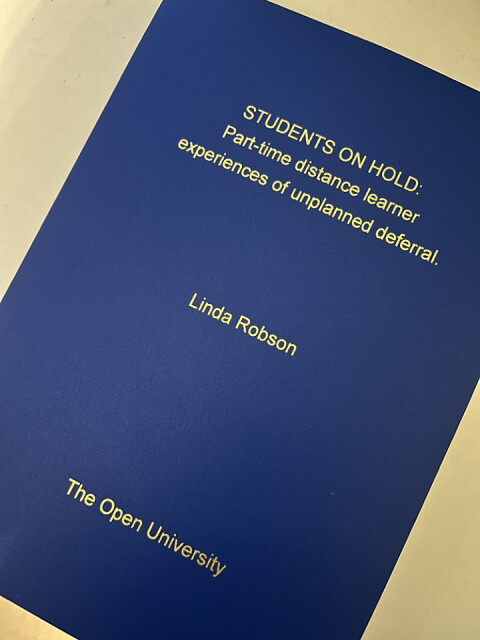 STUDENTS ON HOLD:
Part-time distance learner
experiences of unplanned deferral.
Linda Robson
The Open University